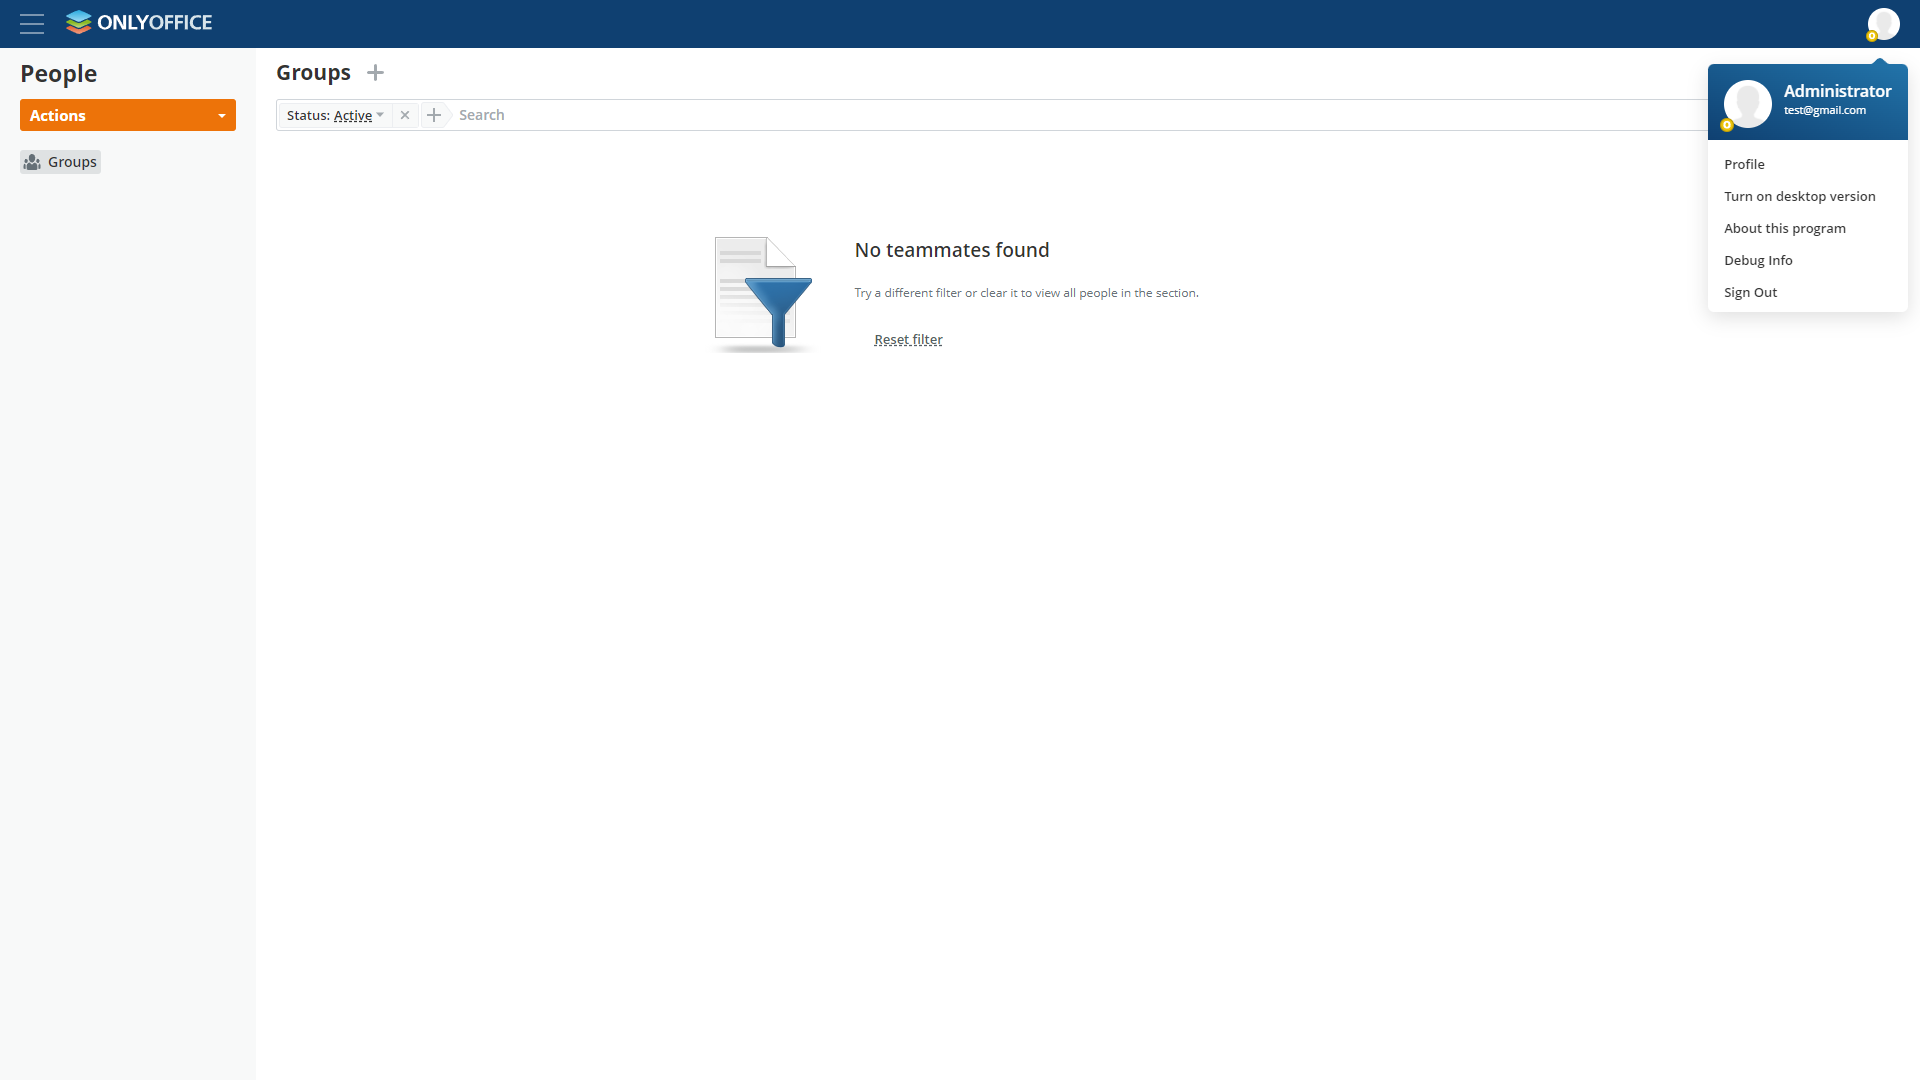 ONLYOFFICE
People
Actions
Groups
Groups
Status: Active
Search
No teammates found
Try a different filter or clear it to view all people in the section.
Reset filter
Administrator
test@gmail.com
Profile
Turn on desktop version
About this program
Debug Info
Sign Out